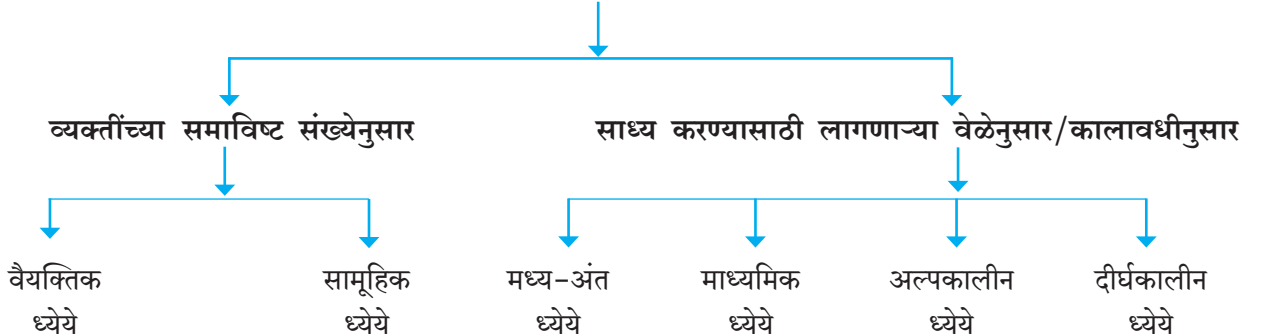 व्यक्तींच्या समाविष्ट संख्येनुसार
साध्य करण्यासाठी लागणाऱ्या वेळेनुसार/कालावधीनुसार
वैयक्तिक
ध्येये
सामूहिक
ध्येये
मध्य-अंत
ध्येये
माध्यमिक
ध्येये
अल्पकालीन
ध्येये
दीर्घकालीन
ध्येये